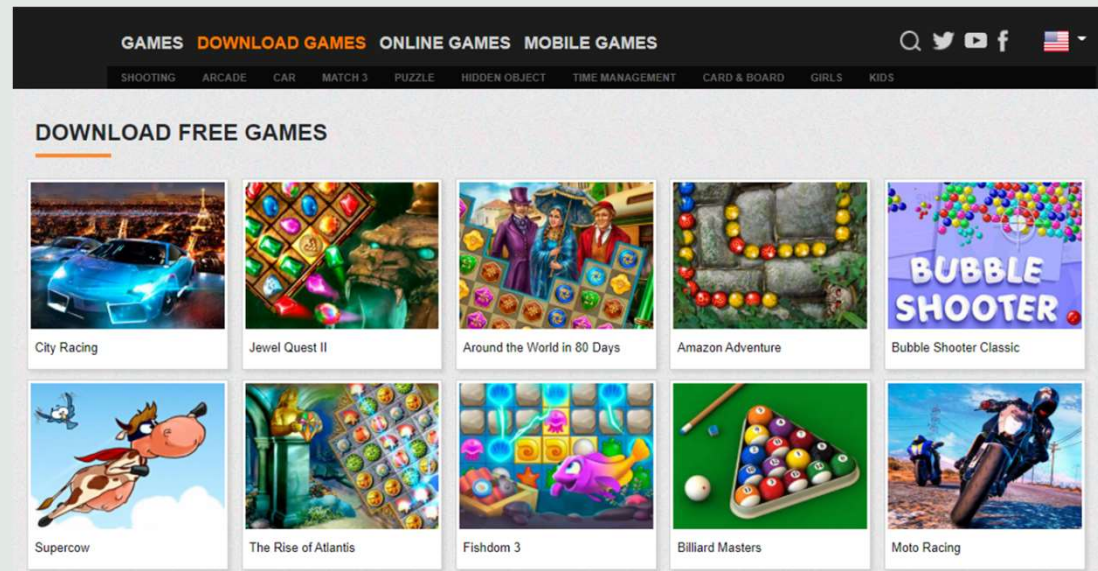 GAMES DOWNLOAD GAMES ONLINE GAMES MOBILE GAMES
SHOOTING ARCADE CAR MATCH 3 PUZZLE HIDDEN OBJECT TIME MANAGEMENT CARD & BOARD GIRLS KIDS
DOWNLOAD FREE GAMES
BUBBLE
SHOOTER
City Racing
Jewel Quest II
Around the World in 80 Days
Amazon Adventure
Bubble Shooter Classic
Supercow
The Rise of Atlantis
Fishdom 3
Billiard Masters
Moto Racing